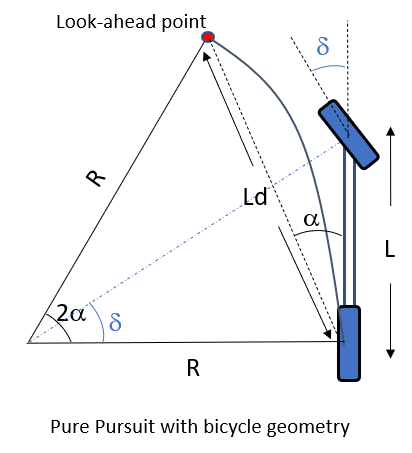 Look-ahead point
δ
R
Ld
α
L
2α
δ
R
Pure Pursuit with bicycle geometry